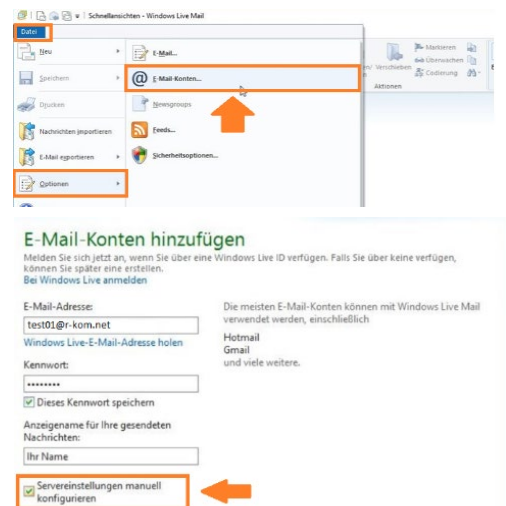 Schnellansichten - Windows Live Mail
Datei
Neu
E-Mail...
Speichern
E-Mail-Konten...
Drucken
Newsgroups
Nachrichten importieren
Feeds...
E-Mail exportieren
Sicherheitsoptionen...
Optionen
Verschieben
Markieren
Überwachen
Codierung
Aktionen
E-Mail-Konten hinzufügen
Melden Sie sich jetzt an, wenn Sie über eine Windows Live ID verfügen. Falls Sie über keine verfügen,
können Sie später eine erstellen.
Bei Windows Live anmelden
E-Mail-Adresse:
test01@r-kom.net
Windows Live-E-Mail-Adresse holen
Kennwort:
••••••••
Dieses Kennwort speichern
Anzeigename für Ihre gesendeten
Nachrichten:
Ihr Name
Servereinstellungen manuell
konfigurieren
Die meisten E-Mail-Konten können mit Windows Live Mail
verwendet werden, einschließlich
Hotmail
Gmail
und viele weitere.